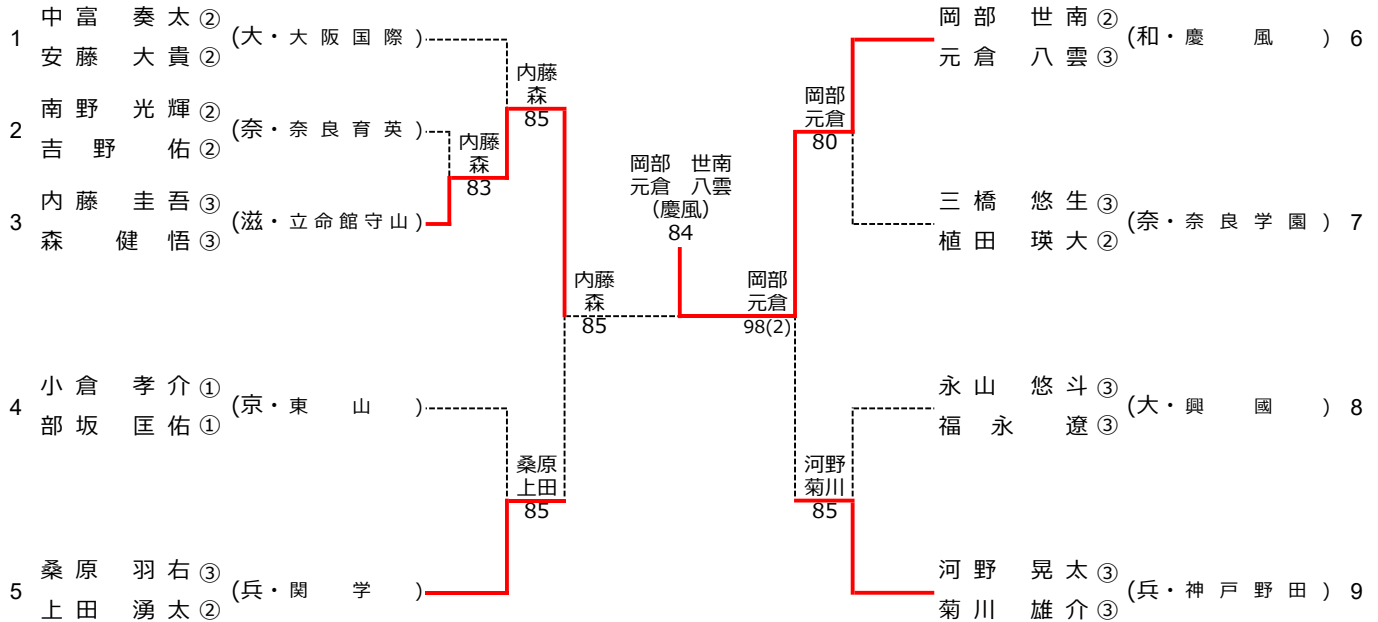 1 中富 奏太② (大・大阪国際)
安藤 大貴②
2 南野 光輝② (奈・奈良育英)
吉野 佑②
3 内藤 圭吾③ (滋・立命館守山)
森 健悟③
4 小倉 孝介① (京・東山)
部坂 匡佑①
5 桑原 羽右③ (兵・関学)
上田 湧太②
内藤
森
85
内藤
森
83
内藤
森
85
桑原
上田
85
岡部 世南
元倉 八雲
(慶風)
84
岡部
元倉
98(2)
岡部
元倉
80
河野
菊川
85
岡部 世南② (和・慶風) 6
元倉 八雲③
三橋 悠生③ (奈・奈良学園) 7
植田 瑛大②
永山 悠斗③ (大・興國) 8
福永 遼③
河野 晃太③ (兵・神戸野田) 9
菊川 雄介③